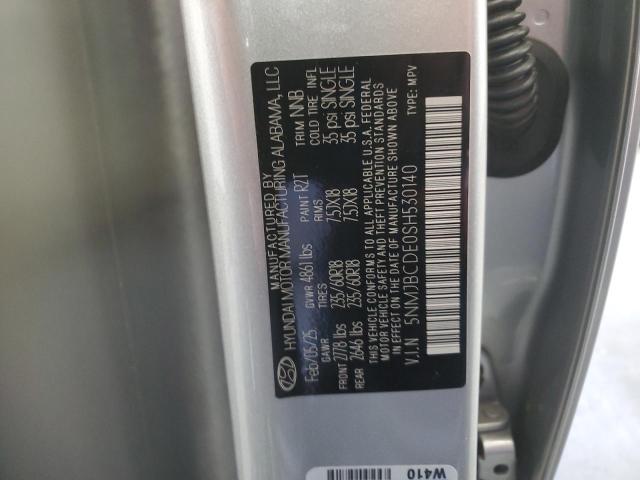 MANUFACTURED BY
HYUNDAI MOTOR MANUFACTURING ALABAMA, LLC
Feb/05/25 GVWR 4861 lbs PAINT R2T TRIM NNB
GAWR TIRES RIMS COLD TIRE INFL
FRONT 2778 lbs 235/60R18 7.5JX18 35 psi SINGLE
REAR 2646 lbs 235/60R18 7.5JX18 35 psi SINGLE
THIS VEHICLE CONFORMS TO ALL APPLICABLE U.S.A. FEDERAL
MOTOR VEHICLE SAFETY AND THEFT PREVENTION STANDARDS
IN EFFECT ON THE DATE OF MANUFACTURE SHOWN ABOVE
V.I.N 5NMJBCDE0SH530140 TYPE: MPV
W410